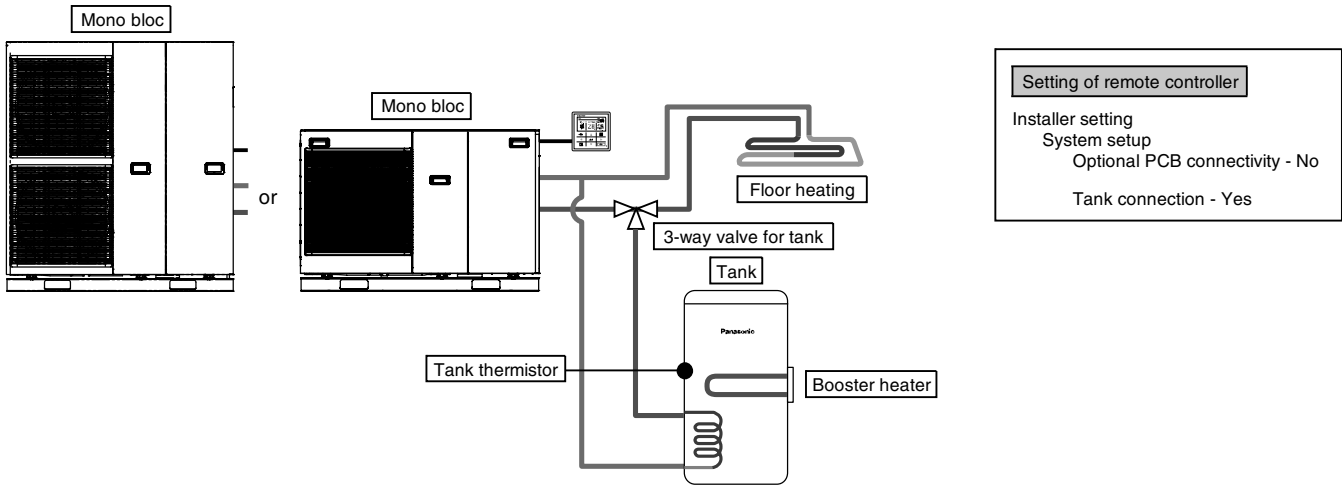 Mono bloc
Mono bloc
or
Floor heating
3-way valve for tank
Tank
Panasonic
Tank thermistor
Booster heater
Setting of remote controller
Installer setting
System setup
Optional PCB connectivity - No
Tank connection - Yes